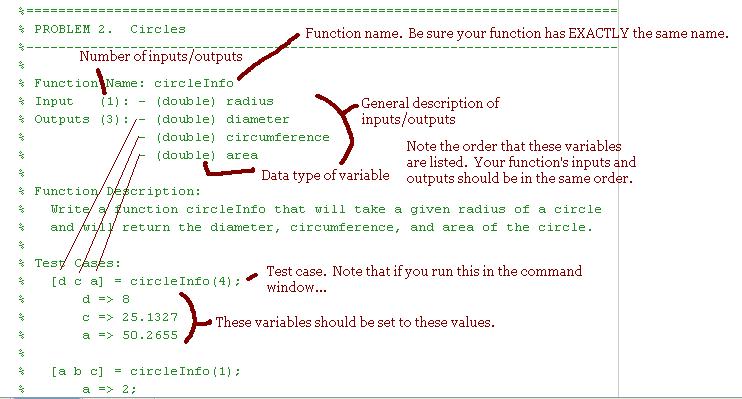 %===============================================================
% PROBLEM 2.  Circles
%---------------------------------------------------------------
Function name.  Be sure your function has EXACTLY the same name.
Number of inputs/outputs
%
%
% Function Name: circleInfo
% Input   (1): - (double) radius
% Outputs (3): - (double) diameter
%              - (double) circumference
%              - (double) area
General description of
inputs/outputs
Note the order that these variables
are listed.  Your function's inputs and
outputs should be in the same order.
Data type of variable
%
% Function Description:
%   Write a function circleInfo that will take a given radius of a circle
%   and will return the diameter, circumference, and area of the circle.
%
% Test Cases:
%   [d c a] = circleInfo(4);
Test case.  Note that if you run this in the command
window...
%       d => 8
%       c => 25.1327
%       a => 50.2655
These variables should be set to these values.
%
%   [a b c] = circleInfo(1);
%       a => 2;